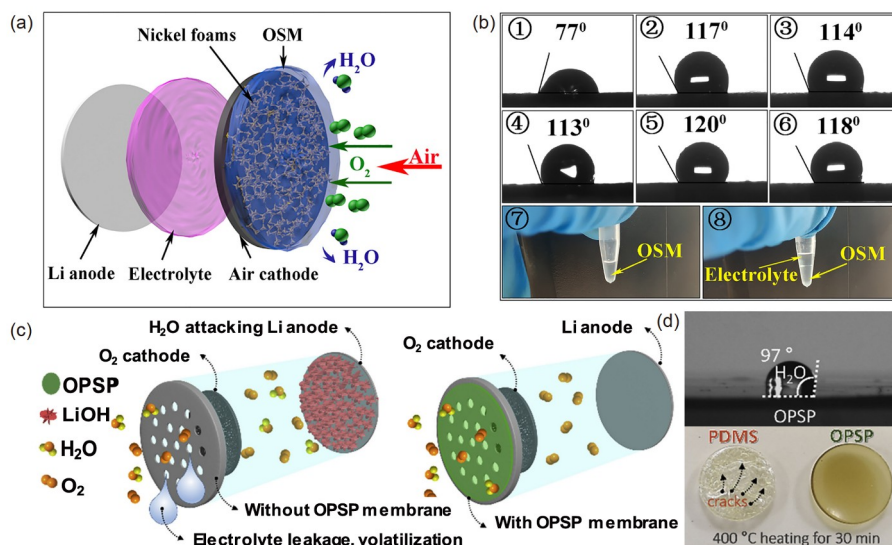 (a)
Nickel foams
OSM
H₂O
O₂
Air
H₂O
Li anode
Electrolyte
Air cathode
(b)
① 77⁰
② 117⁰
③ 114⁰
④ 113⁰
⑤ 120⁰
⑥ 118⁰
⑦
OSM
⑧
Electrolyte
OSM
(c)
H₂O attacking Li anode
O₂ cathode
OPSP
LiOH
H₂O
O₂
Without OPSP membrane
Electrolyte leakage, volatilization
Li anode
O₂ cathode
With OPSP membrane
(d)
97 °
H₂O
OPSP
PDMS
OPSP
cracks
400 °C heating for 30 min